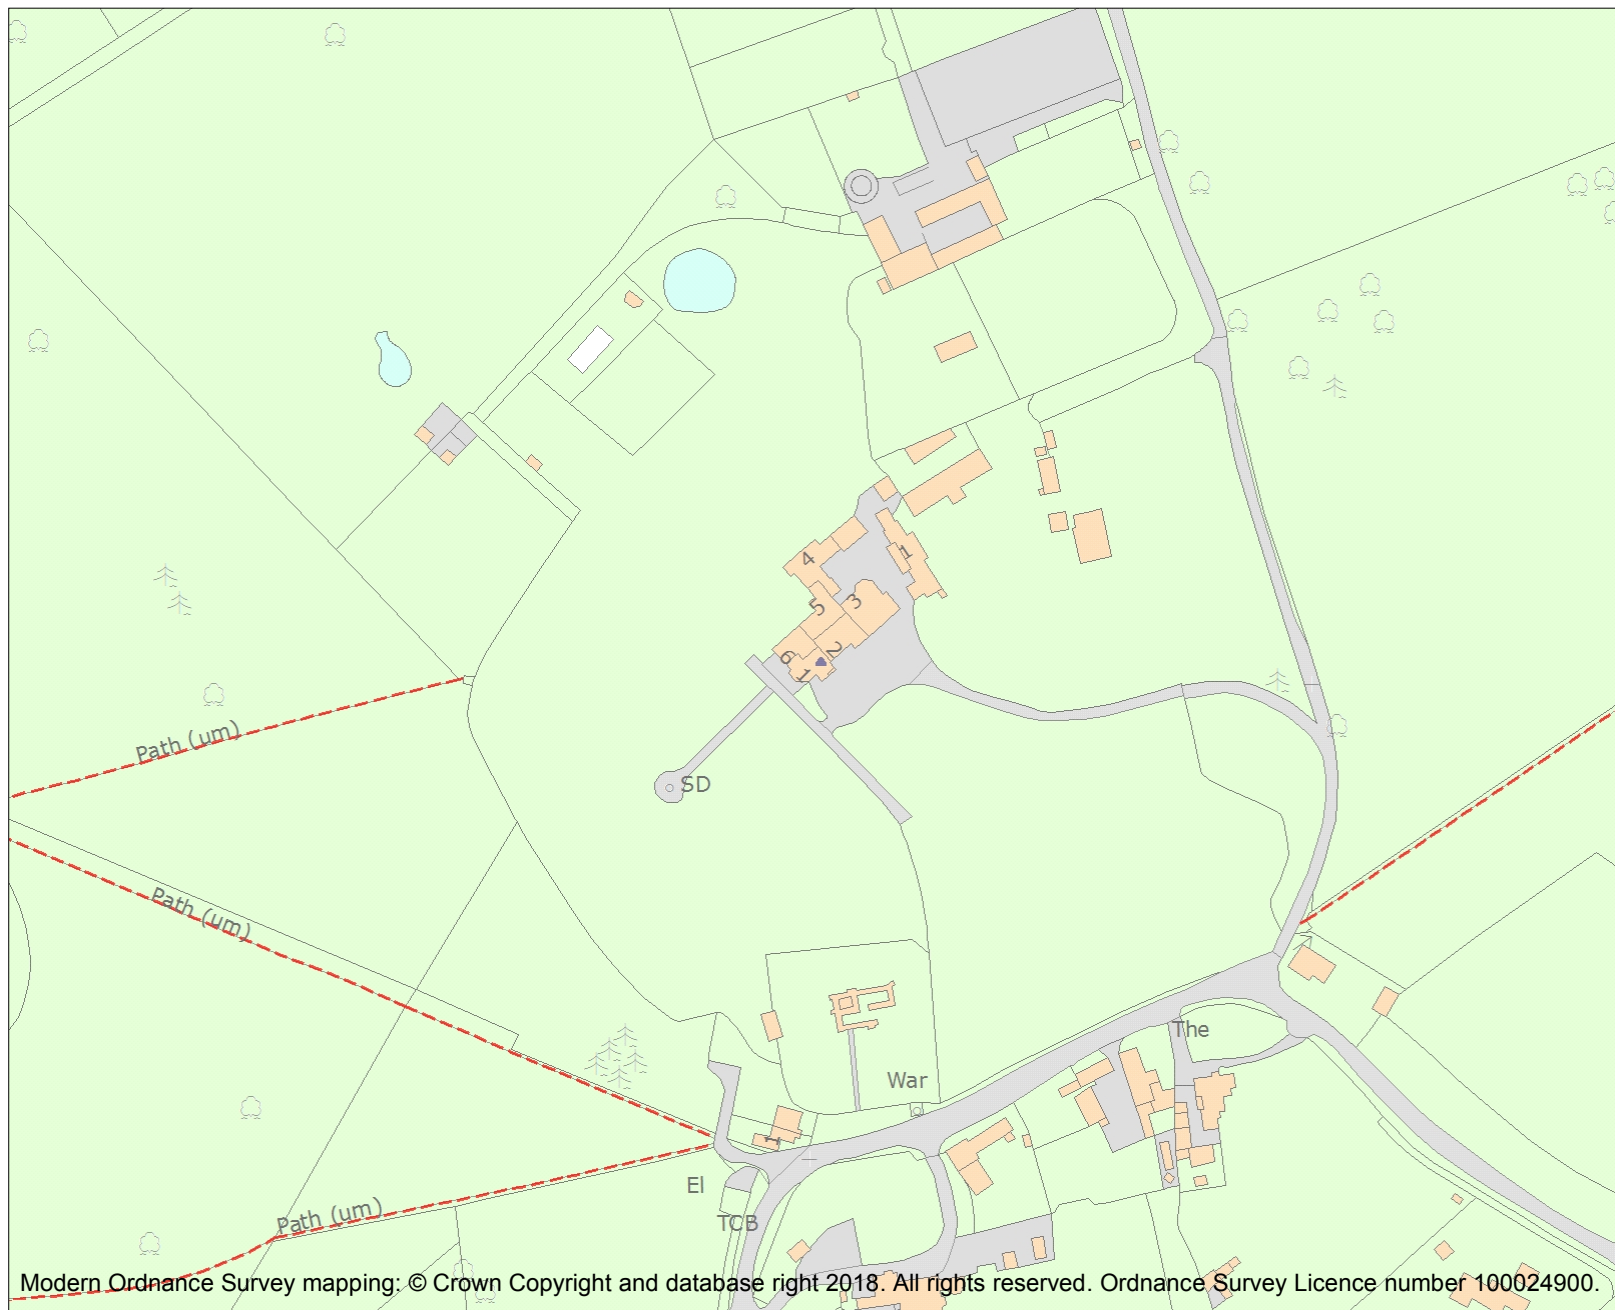 4
1
5
3
2
6
1
Path (um)
SD
Path (um)
The
War
1
El
Path (um)
TCB
Modern Ordnance Survey mapping: © Crown Copyright and database right 2018. All rights reserved. Ordnance Survey Licence number 100024900.